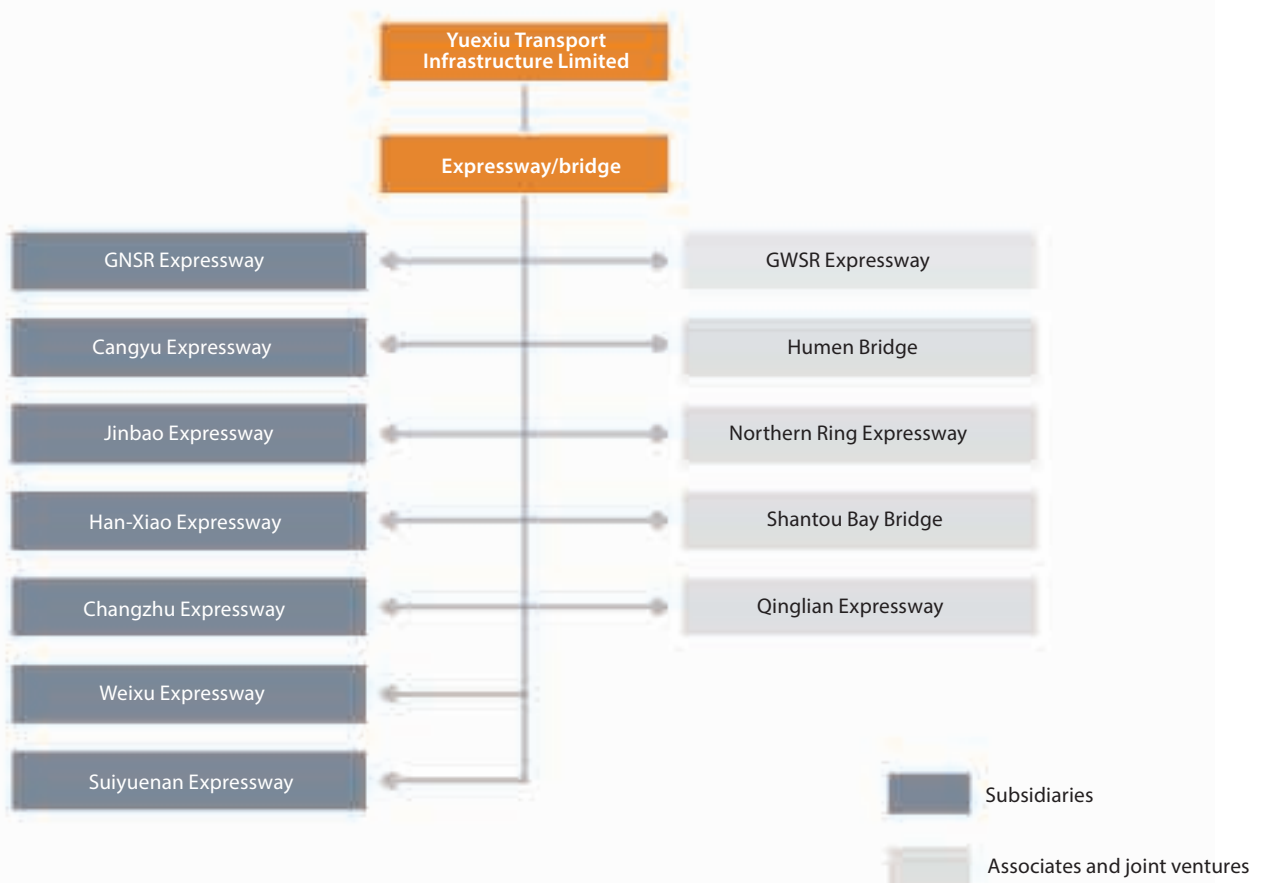 Yuexiu Transport
Infrastructure Limited
Expressway/bridge
GNSR Expressway
GWSR Expressway
Cangyu Expressway
Humen Bridge
Jinbao Expressway
Northern Ring Expressway
Han-Xiao Expressway
Shantou Bay Bridge
Changzhu Expressway
Qinglian Expressway
Weixu Expressway
Suiyuenan Expressway
Subsidiaries
Associates and joint ventures